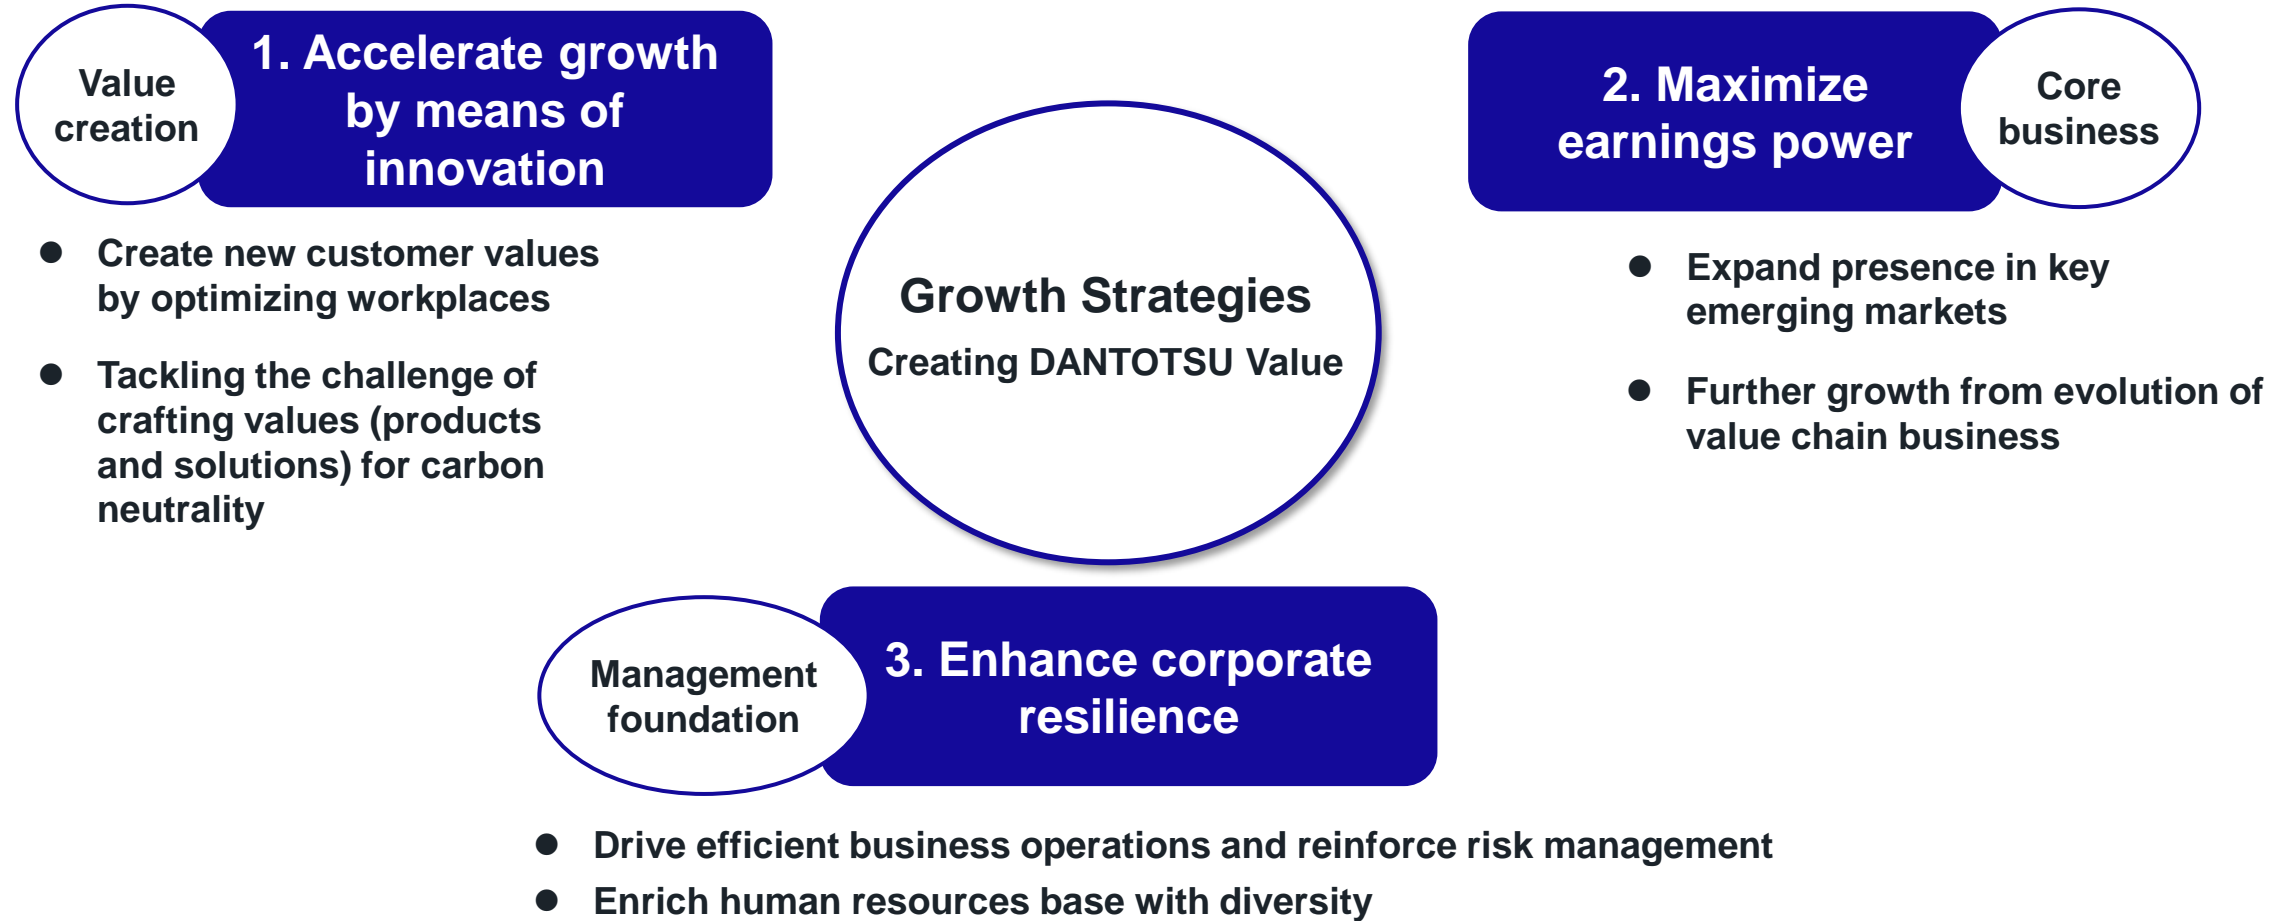 Value
creation
1. Accelerate growth
by means of
innovation
● Create new customer values
by optimizing workplaces
● Tackling the challenge of
crafting values (products
and solutions) for carbon
neutrality
Growth Strategies
Creating DANTOTSU Value
2. Maximize
earnings power
Core
business
● Expand presence in key
emerging markets
● Further growth from evolution of
value chain business
Management
foundation
3. Enhance corporate
resilience
● Drive efficient business operations and reinforce risk management
● Enrich human resources base with diversity